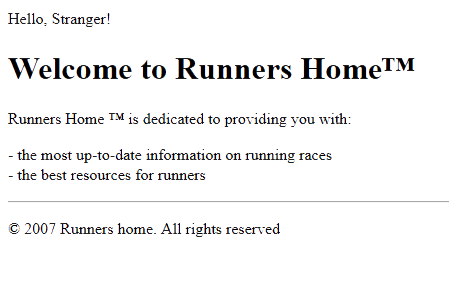 Hello, Stranger!
Welcome to Runners Home™
Runners Home ™ is dedicated to providing you with:
- the most up-to-date information on running races
- the best resources for runners
© 2007 Runners home. All rights reserved